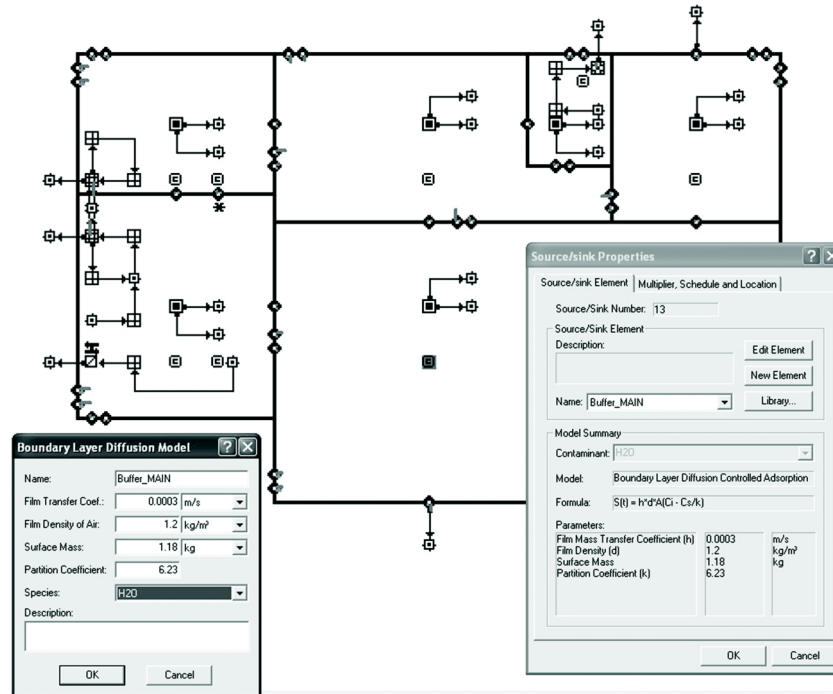 Source/sink Properties
Source/sink Element
Multiplier, Schedule and Location
Source/Sink Number: 13
Source/Sink Element
Description:
Edit Element
New Element
Name: Buffer_MAIN
Library...
Model Summary
Contaminant: H2O
Model: Boundary Layer Diffusion Controlled Adsorption
Formula: S(t) = h*d*A(Ci - Cs/k)
Parameters:
Film Mass Transfer Coefficient (h) 0.0003 m/s
Film Density (d) 1.2 kg/m³
Surface Mass 1.18 kg
Partition Coefficient (k) 6.23
OK Cancel
Boundary Layer Diffusion Model
Name: Buffer_MAIN
Film Transfer Coef.: 0.0003 m/s
Film Density of Air: 1.2 kg/m³
Surface Mass: 1.18 kg
Partition Coefficient: 6.23
Species: H2O
Description:
OK Cancel